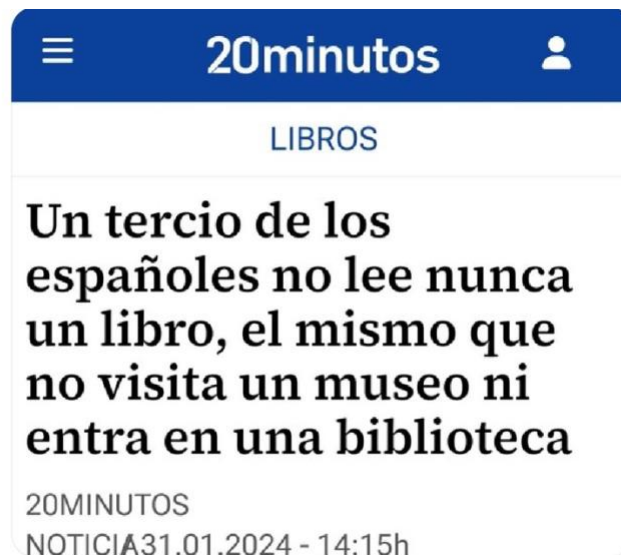 20minutos
LIBROS
Un tercio de los
españoles no lee nunca
un libro, el mismo que
no visita un museo ni
entra en una biblioteca
20MINUTOS
NOTICIA31.01.2024 - 14:15h